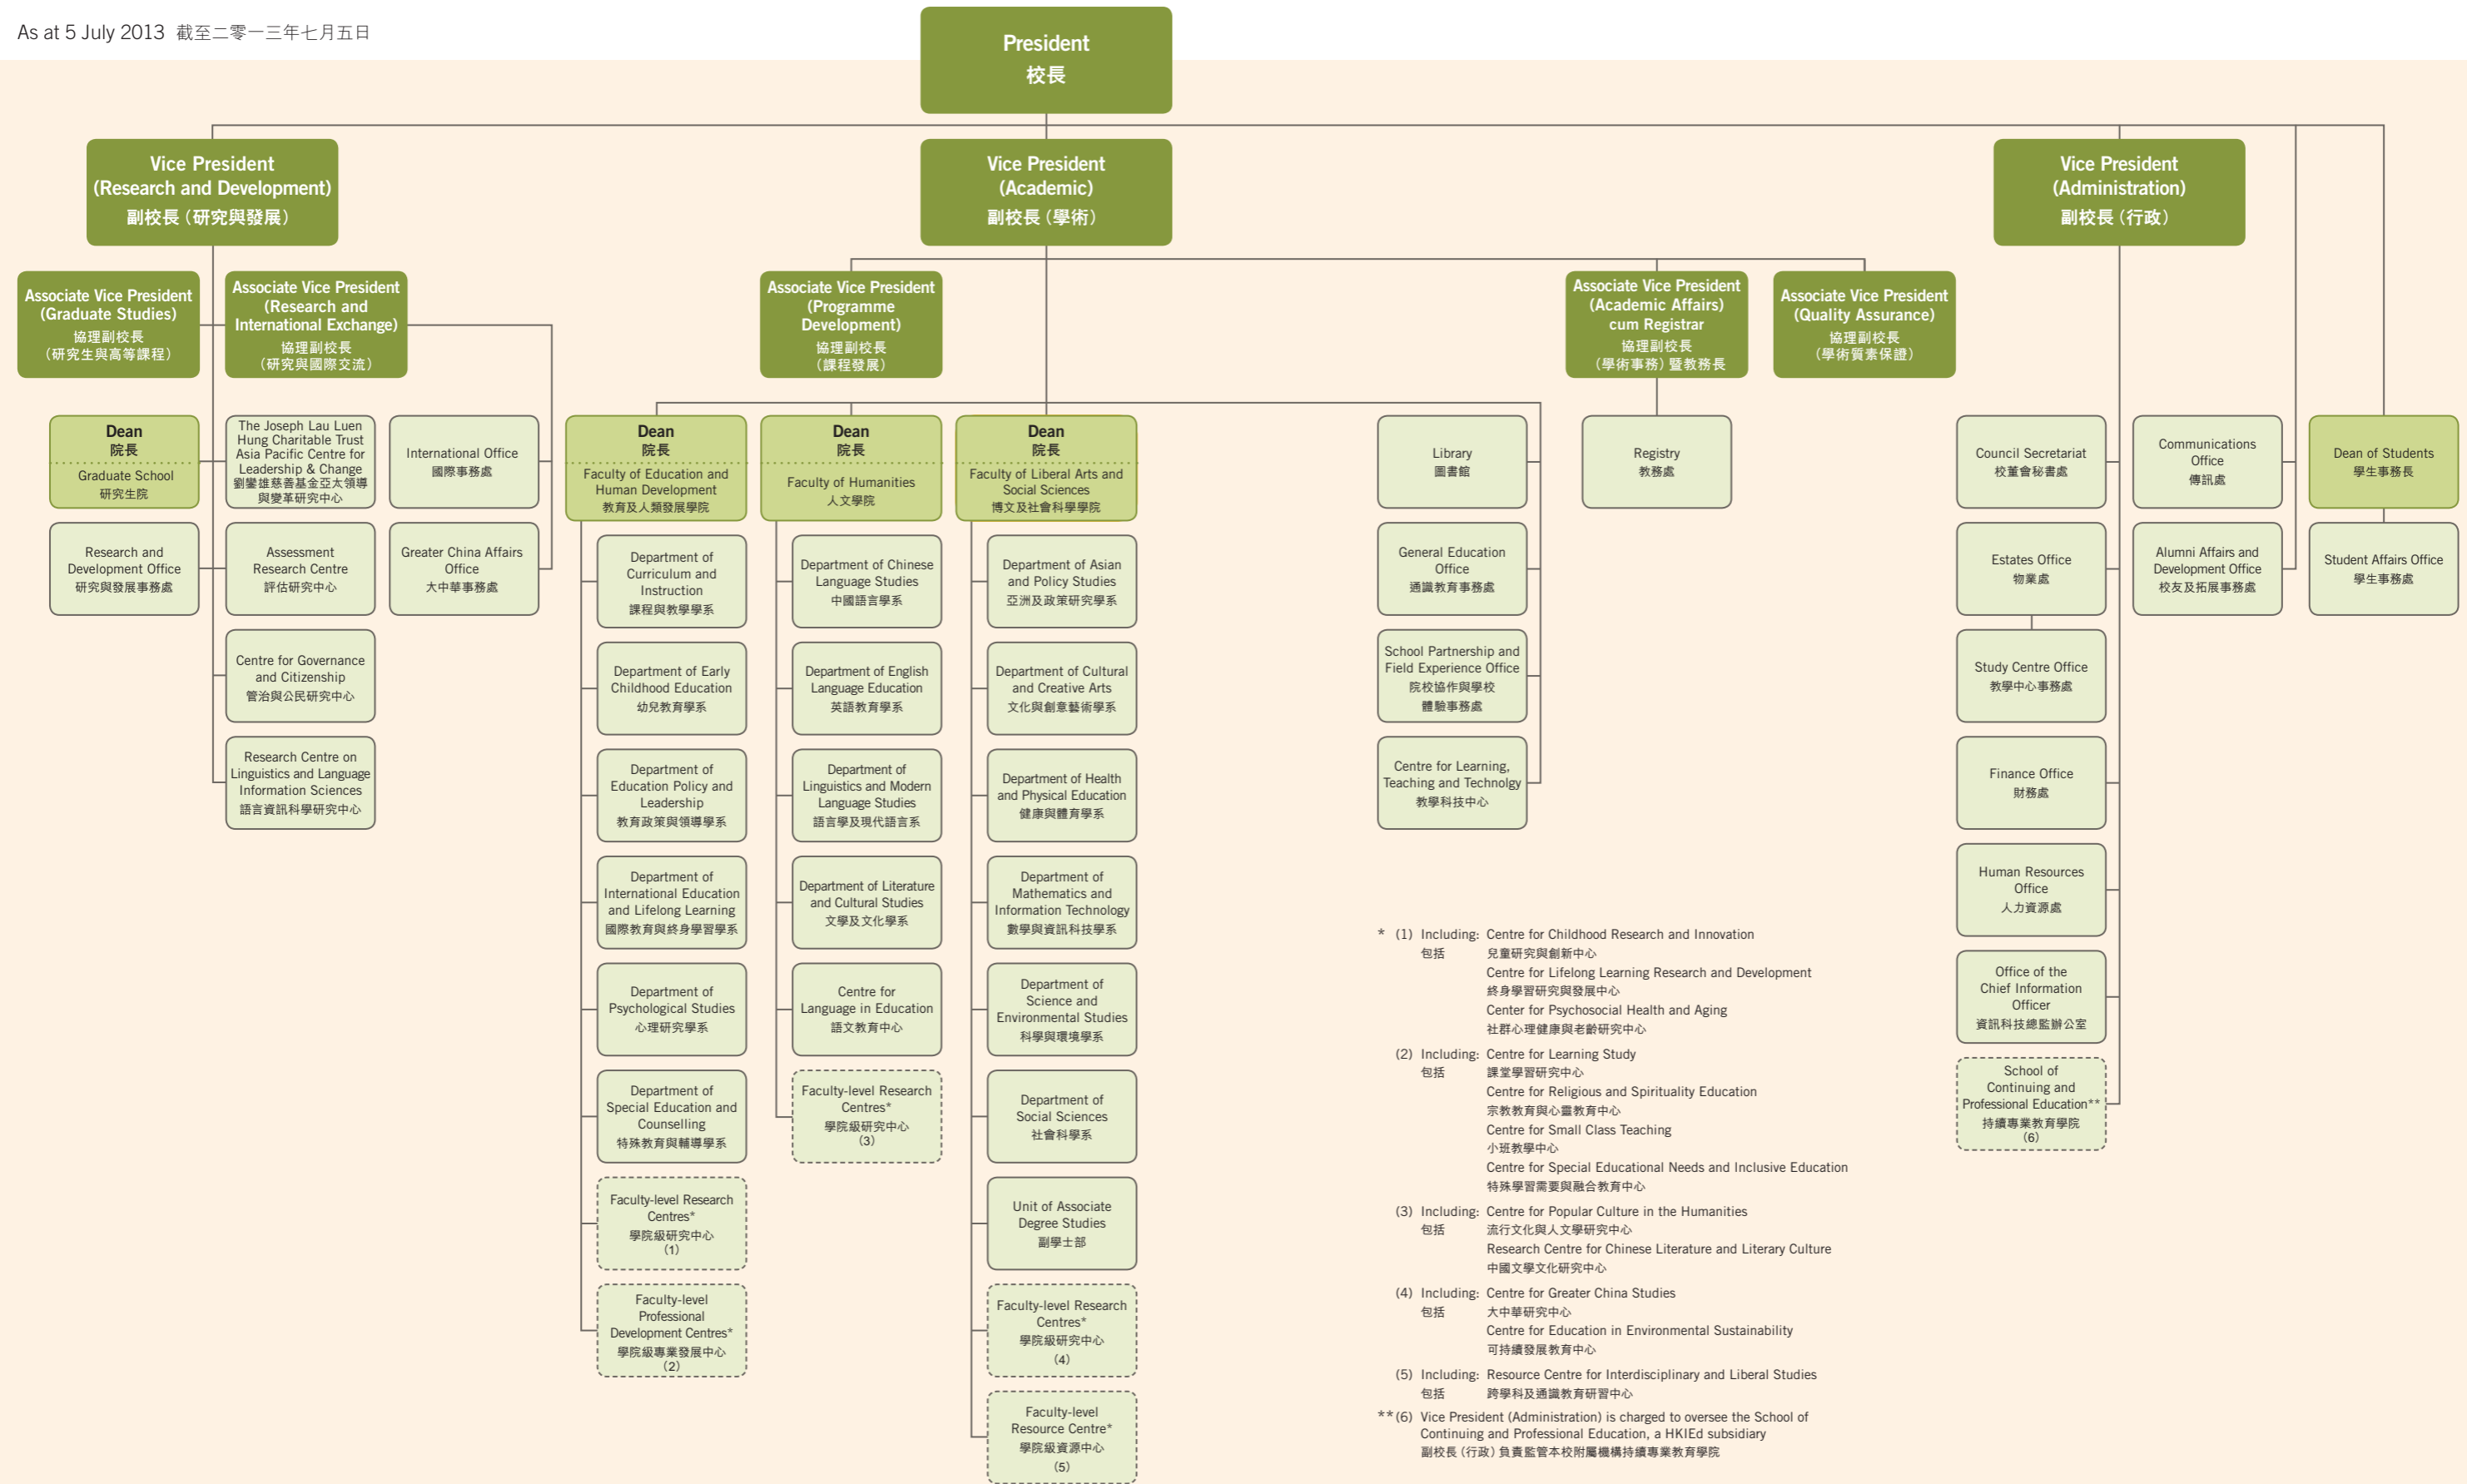 As at 5 July 2013 截至二零一三年七月五日
President
校長
Vice President
(Research and Development)
副校長（研究與發展）
Vice President
(Academic)
副校長（學術）
Vice President
(Administration)
副校長（行政）
Associate Vice President
(Graduate Studies)
協理副校長
（研究生與高等課程）
Associate Vice President
(Research and
International Exchange)
協理副校長
（研究與國際交流）
Associate Vice President
(Programme
Development)
協理副校長
（課程發展）
Associate Vice President
(Academic Affairs)
cum Registrar
協理副校長
（學術事務）暨教務長
Associate Vice President
(Quality Assurance)
協理副校長
（學術質素保證）
Dean
院長
Graduate School
研究生院
The Joseph Lau Luen
Hung Charitable Trust
Asia Pacific Centre for
Leadership & Change
劉鑾雄慈善基金亞太領導
與變革研究中心
International Office
國際事務處
Research and
Development Office
研究與發展事務處
Assessment
Research Centre
評估研究中心
Greater China Affairs
Office
大中華事務處
Centre for Governance
and Citizenship
管治與公民研究中心
Research Centre on
Linguistics and Language
Information Sciences
語言資訊科學研究中心
Dean
院長
Faculty of Education and
Human Development
教育及人類發展學院
Department of
Curriculum and
Instruction
課程與教學學系
Department of Early
Childhood Education
幼兒教育學系
Department of
Education Policy and
Leadership
教育政策與領導學系
Department of
International Education
and Lifelong Learning
國際教育與終身學習學系
Department of
Psychological Studies
心理研究學系
Department of
Special Education and
Counselling
特殊教育與輔導學系
Faculty-level Research
Centres*
學院級研究中心
(1)
Faculty-level
Professional
Development Centres*
學院級專業發展中心
(2)
Dean
院長
Faculty of Humanities
人文學院
Department of Chinese
Language Studies
中國語言學系
Department of English
Language Education
英語教育學系
Department of
Linguistics and Modern
Language Studies
語言學及現代語言系
Department of Literature
and Cultural Studies
文學及文化學系
Centre for
Language in Education
語文教育中心
Faculty-level Research
Centres*
學院級研究中心
(3)
Dean
院長
Faculty of Liberal Arts and
Social Sciences
博文及社會科學學院
Department of Asian
and Policy Studies
亞洲及政策研究學系
Department of Cultural
and Creative Arts
文化與創意藝術學系
Department of Health
and Physical Education
健康與體育學系
Department of
Mathematics and
Information Technology
數學與資訊科技學系
Department of
Science and
Environmental Studies
科學與環境學系
Department of
Social Sciences
社會科學系
Unit of Associate
Degree Studies
副學士部
Faculty-level Research
Centres*
學院級研究中心
(4)
Faculty-level
Resource Centre*
學院級資源中心
(5)
Library
圖書館
General Education
Office
通識教育事務處
School Partnership and
Field Experience Office
院校協作與學校
體驗事務處
Centre for Learning,
Teaching and Technolgy
教學科技中心
Registry
教務處
Council Secretariat
校董會秘書處
Estates Office
物業處
Study Centre Office
教學中心事務處
Finance Office
財務處
Human Resources
Office
人力資源處
Office of the
Chief Information
Officer
資訊科技總監辦公室
School of
Continuing and
Professional Education**
持續專業教育學院
(6)
Communications
Office
傳訊處
Alumni Affairs and
Development Office
校友及拓展事務處
Dean of Students
學生事務長
Student Affairs Office
學生事務處
* (1) Including: Centre for Childhood Research and Innovation
包括 兒童研究與創新中心
Centre for Lifelong Learning Research and Development
終身學習研究與發展中心
Center for Psychosocial Health and Aging
社群心理健康與老齡研究中心
(2) Including: Centre for Learning Study
包括 課堂學習研究中心
Centre for Religious and Spirituality Education
宗教教育與心靈教育中心
Centre for Small Class Teaching
小班教學中心
Centre for Special Educational Needs and Inclusive Education
特殊學習需要與融合教育中心
(3) Including: Centre for Popular Culture in the Humanities
包括 流行文化與人文學研究中心
Research Centre for Chinese Literature and Literary Culture
中國文學文化研究中心
(4) Including: Centre for Greater China Studies
包括 大中華研究中心
Centre for Education in Environmental Sustainability
可持續發展教育中心
(5) Including: Resource Centre for Interdisciplinary and Liberal Studies
包括 跨學科及通識教育研習中心
**(6) Vice President (Administration) is charged to oversee the School of
Continuing and Professional Education, a HKIEd subsidiary
副校長（行政）負責監管本校附屬機構持續專業教育學院